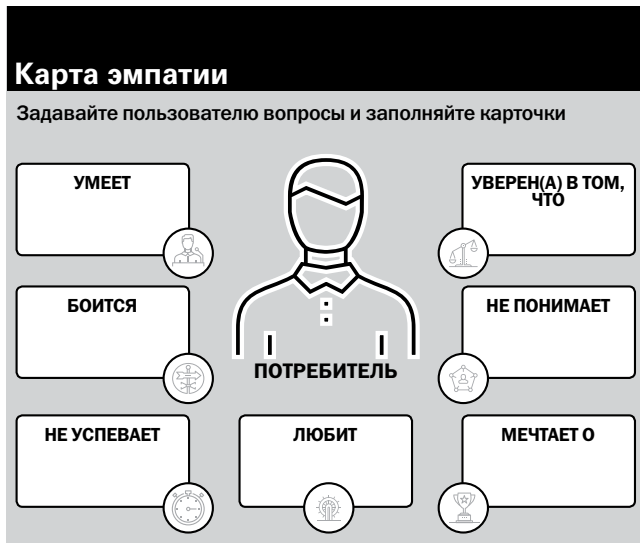 Карта эмпатии
Задавайте пользователю вопросы и заполняйте карточки
УМЕЕТ
УВЕРЕН(А) В ТОМ,
ЧТО
БОИТСЯ
НЕ ПОНИМАЕТ
ПОТРЕБИТЕЛЬ
НЕ УСПЕВАЕТ
ЛЮБИТ
МЕЧТАЕТ О